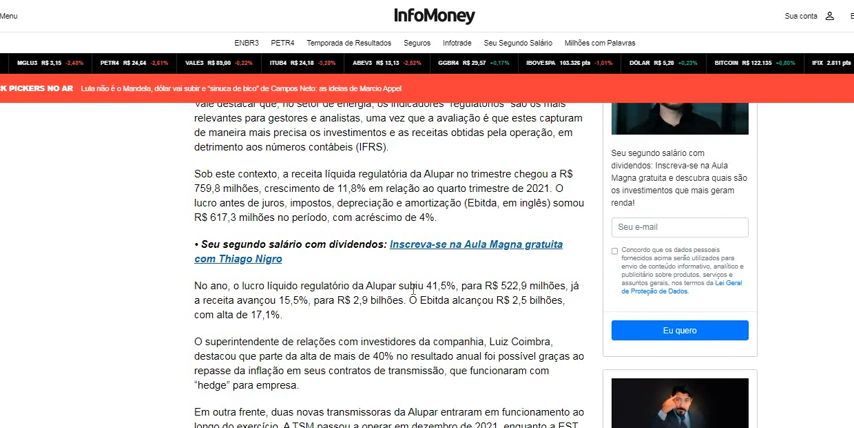 Menu
InfoMoney
Sua conta
E
ENBR3 PETR4 Temporada de Resultados Seguros Infotrade Seu Segundo Salário Milhões com Palavras
MGLU3 R$ 3,15 -2,48% PETR4 R$ 24,64 -2,61% VALE3 R$ 89,00 -0,22% ITUB4 R$ 24,18 -3,28% ABEV3 R$ 13,13 -2,52% GGBR4 R$ 29,57 +0,17% IBOVESPA 103.326 pts -1,01% DÓLAR R$ 5,20 +0,23% BITCOIN R$ 122.135 +0,80% IFIX 2.811 pts
CK PICKERS NO AR Lula não é o Mandela, dólar vai subir e "sinuca de bico" de Campos Neto: as ideias de Marcio Appel
Vale destacar que, no setor de energia, os indicadores "regulatórios" são os mais
relevantes para gestores e analistas, uma vez que a avaliação é que estes capturam
de maneira mais precisa os investimentos e as receitas obtidas pela operação, em
detrimento aos números contábeis (IFRS).
Sob este contexto, a receita líquida regulatória da Alupar no trimestre chegou a R$
759,8 milhões, crescimento de 11,8% em relação ao quarto trimestre de 2021. O
lucro antes de juros, impostos, depreciação e amortização (Ebitda, em inglês) somou
R$ 617,3 milhões no período, com acréscimo de 4%.
• Seu segundo salário com dividendos: Inscreva-se na Aula Magna gratuita
com Thiago Nigro
No ano, o lucro líquido regulatório da Alupar subiu 41,5%, para R$ 522,9 milhões, já
a receita avançou 15,5%, para R$ 2,9 bilhões. O Ebitda alcançou R$ 2,5 bilhões,
com alta de 17,1%.
O superintendente de relações com investidores da companhia, Luiz Coimbra,
destacou que parte da alta de mais de 40% no resultado anual foi possível graças ao
repasse da inflação em seus contratos de transmissão, que funcionaram com
"hedge" para empresa.
Em outra frente, duas novas transmissoras da Alupar entraram em funcionamento ao
longo do exercício. A TSM passou a operar em dezembro de 2021, enquanto a EST
Seu segundo salário com
dividendos: Inscreva-se na Aula
Magna gratuita e descubra quais são
os investimentos que mais geram
renda!
Seu e-mail
Concordo que os dados pessoais
fornecidos acima serão utilizados para
envio de conteúdo informativo, analítico e
publicitário sobre produtos, serviços e
assuntos gerais, nos termos da Lei Geral
de Proteção de Dados.
Eu quero